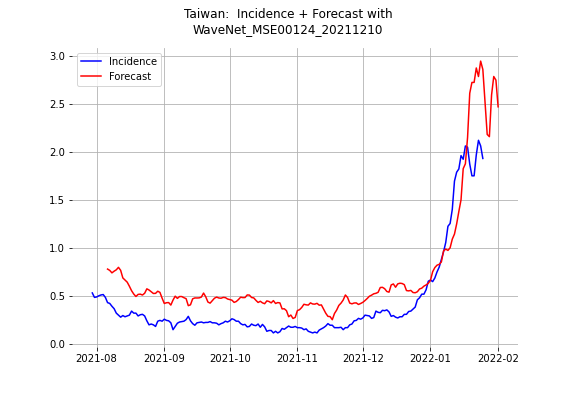 Taiwan:  Incidence + Forecast with
WaveNet_MSE00124_20211210
3.0
Incidence
Forecast
2.5
2.0
1.5
1.0
0.5
0.0
2021-08 2021-09 2021-10 2021-11 2021-12 2022-01 2022-02